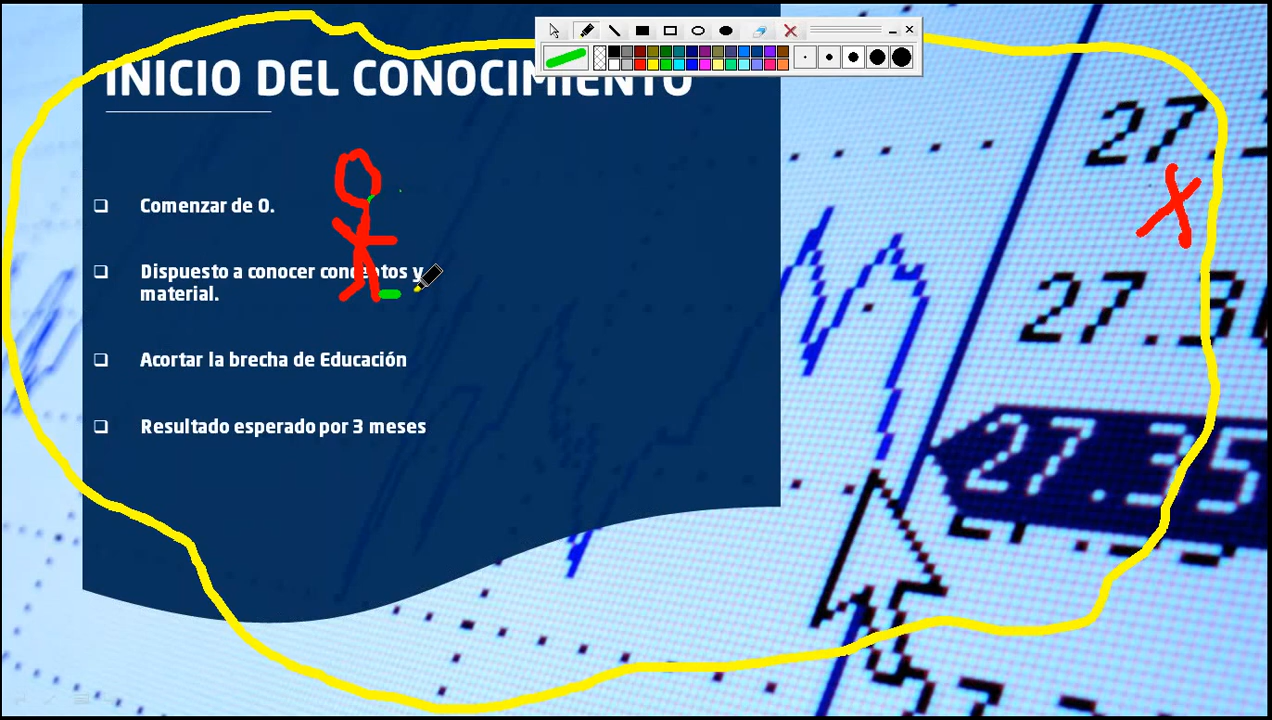 INICIO DEL CONOCIMIENTO
Comenzar de 0.
Dispuesto a conocer conceptos y
material.
Acortar la brecha de Educación
Resultado esperado por 3 meses
X
27.3
27.35